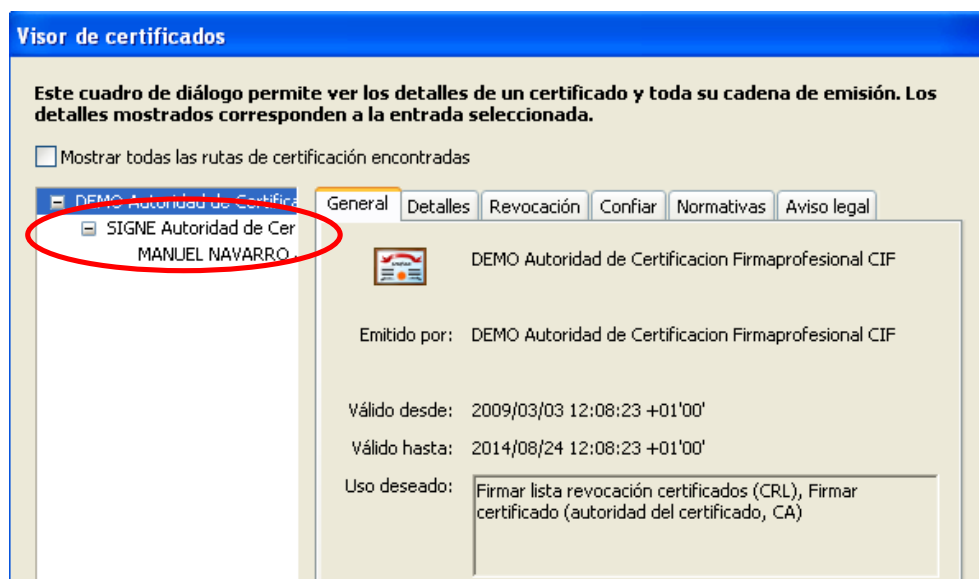 Visor de certificados
Este cuadro de diálogo permite ver los detalles de un certificado y toda su cadena de emisión. Los
detalles mostrados corresponden a la entrada seleccionada.
Mostrar todas las rutas de certificación encontradas
DEMO Autoridad de Certifica
SIGNE Autoridad de Cer
MANUEL NAVARRO
General Detalles Revocación Confiar Normativas Aviso legal
DEMO Autoridad de Certificacion Firmaprofesional CIF
Emitido por: DEMO Autoridad de Certificacion Firmaprofesional CIF
Válido desde: 2009/03/03 12:08:23 +01'00'
Válido hasta: 2014/08/24 12:08:23 +01'00'
Uso deseado: Firmar lista revocación certificados (CRL), Firmar
certificado (autoridad del certificado, CA)